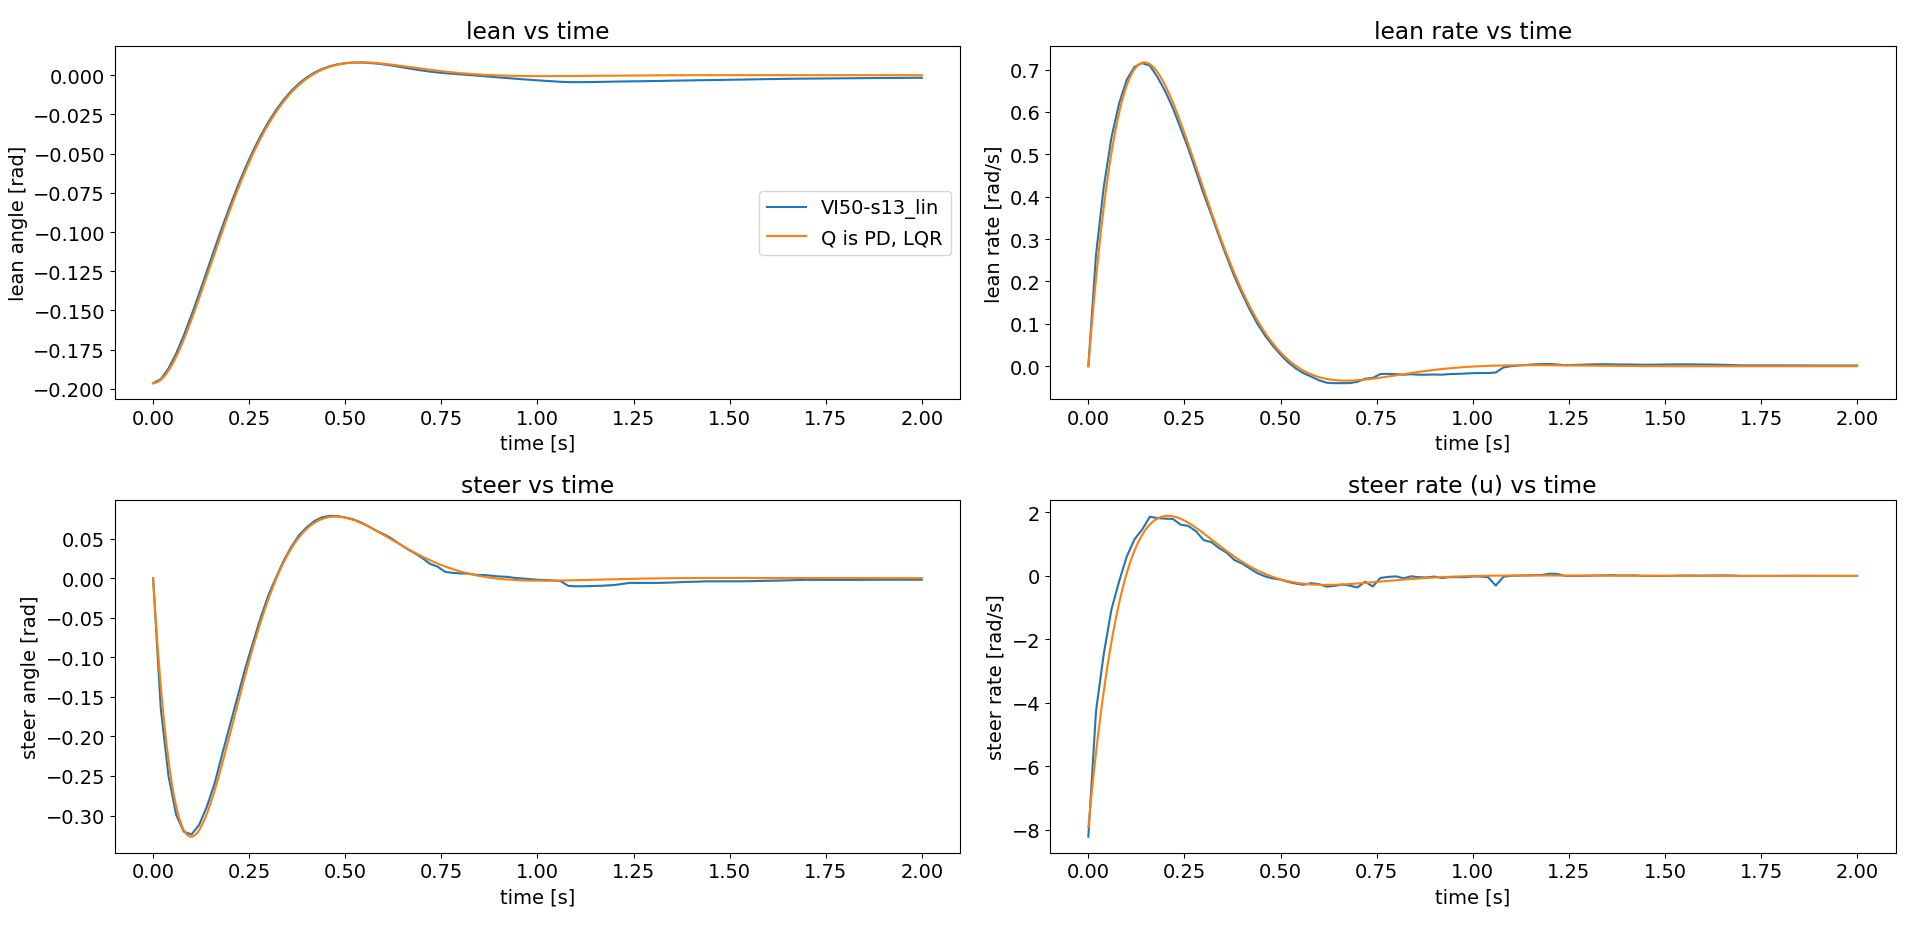 lean vs time
lean angle [rad]
0.000
−0.025
−0.050
−0.075
−0.100
−0.125
−0.150
−0.175
−0.200
VI50-s13_lin
Q is PD, LQR
0.00 0.25 0.50 0.75 1.00 1.25 1.50 1.75 2.00
time [s]
lean rate vs time
lean rate [rad/s]
0.7
0.6
0.5
0.4
0.3
0.2
0.1
0.0
0.00 0.25 0.50 0.75 1.00 1.25 1.50 1.75 2.00
time [s]
steer vs time
steer angle [rad]
0.05
0.00
−0.05
−0.10
−0.15
−0.20
−0.25
−0.30
0.00 0.25 0.50 0.75 1.00 1.25 1.50 1.75 2.00
time [s]
steer rate (u) vs time
steer rate [rad/s]
2
0
−2
−4
−6
−8
0.00 0.25 0.50 0.75 1.00 1.25 1.50 1.75 2.00
time [s]